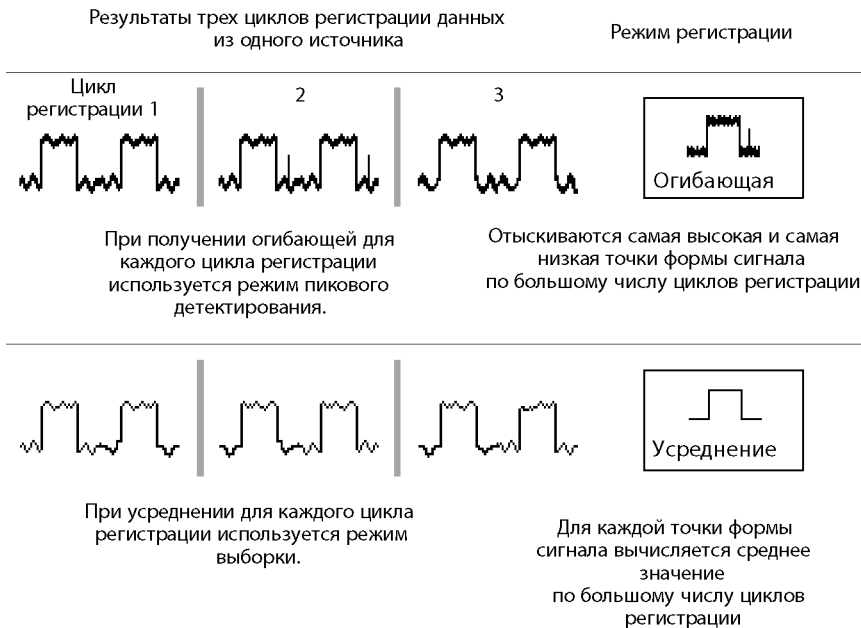 Результаты трех циклов регистрации данных
из одного источника
Режим регистрации
Цикл
регистрации 1
2
3
Огибающая
При получении огибающей для
каждого цикла регистрации
используется режим пикового
детектирования.
Отыскиваются самая высокая и самая
низкая точки формы сигнала
по большому числу циклов регистрации
Усреднение
При усреднении для каждого цикла
регистрации используется режим
выборки.
Для каждой точки формы
сигнала вычисляется среднее
значение
по большому числу циклов
регистрации